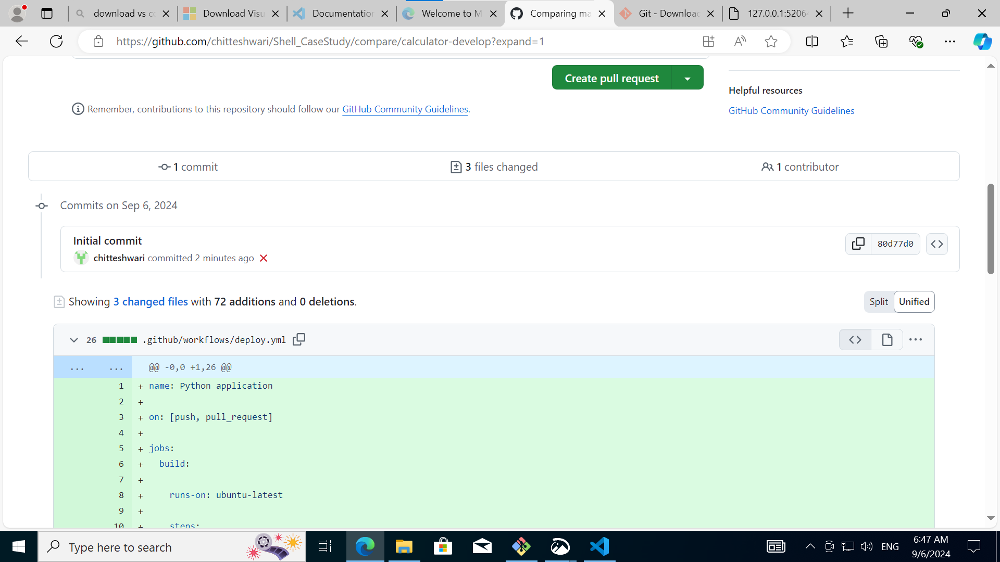 download vs co
Download Visu
Documentation
Welcome to M
Comparing ma
Git - Download
127.0.0.1:52064
https://github.com/chitteshwari/Shell_CaseStudy/compare/calculator-develop?expand=1
Create pull request
Helpful resources
Remember, contributions to this repository should follow our GitHub Community Guidelines.
GitHub Community Guidelines
1 commit
3 files changed
1 contributor
Commits on Sep 6, 2024
Initial commit
80d77d0
chitteshwari committed 2 minutes ago
Showing 3 changed files with 72 additions and 0 deletions.
Split
Unified
26
.github/workflows/deploy.yml
... ... @@ -0,0 +1,26 @@
1 + name: Python application
2 +
3 + on: [push, pull_request]
4 +
5 + jobs:
6 + build:
7 +
8 + runs-on: ubuntu-latest
9 +
10 + steps:
Type here to search
ENG
6:47 AM
9/6/2024